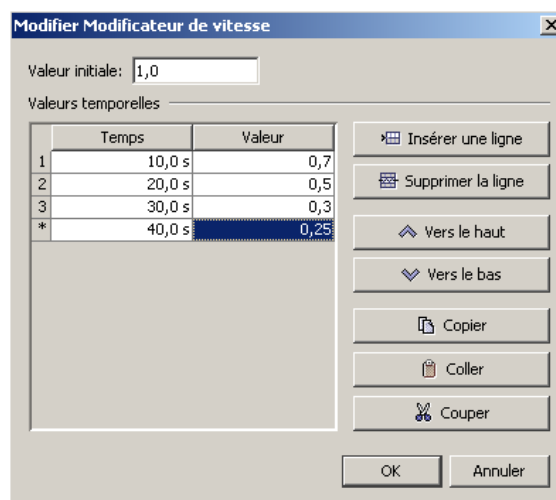 Modifier Modificateur de vitesse
Valeur initiale: 1,0
Valeurs temporelles
Temps Valeur
1 10,0 s 0,7
2 20,0 s 0,5
3 30,0 s 0,3
* 40,0 s 0,25
Insérer une ligne
Supprimer la ligne
Vers le haut
Vers le bas
Copier
Coller
Couper
OK Annuler